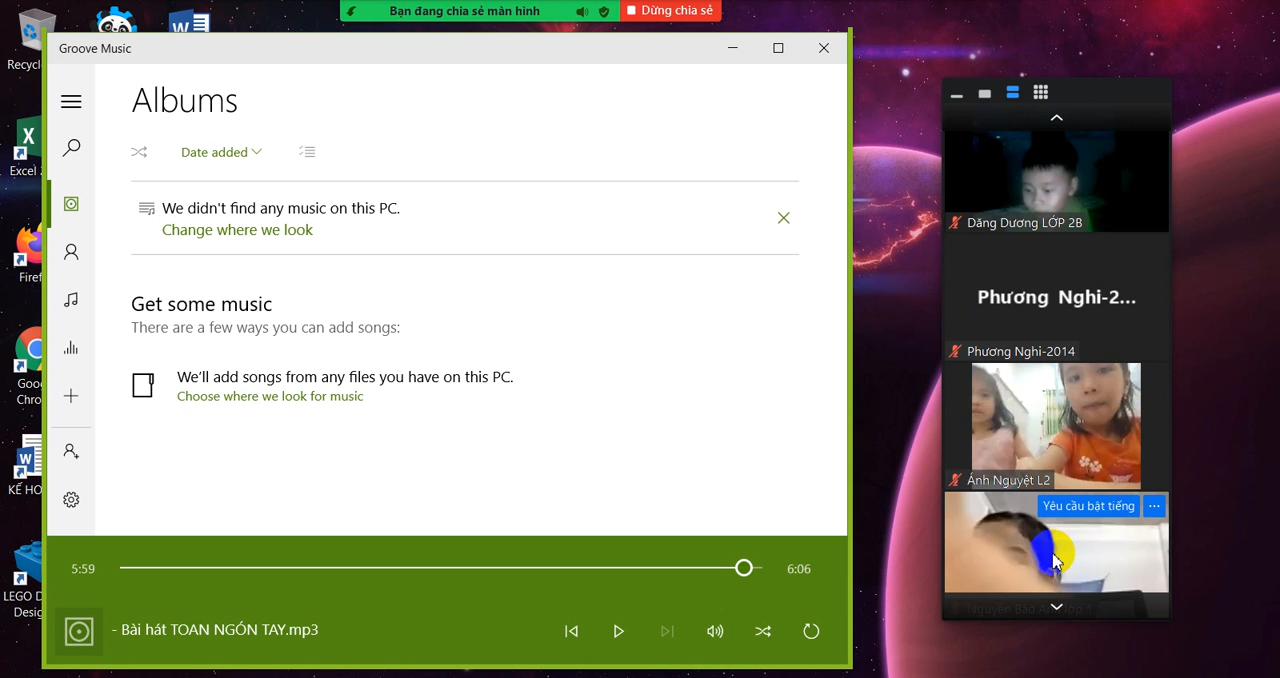 Bạn đang chia sẻ màn hình
Dừng chia sẻ
Groove Music
Albums
Date added
We didn't find any music on this PC.
Change where we look
Get some music
There are a few ways you can add songs:
We'll add songs from any files you have on this PC.
Choose where we look for music
5:59
6:06
- Bài hát TOAN NGÓN TAY.mp3
Recycl
Excel 2
Firef
Goo
Chro
KẾ HO
LEGO D
Desig
Dăng Dương LỚP 2B
Phương Nghi-2...
Phương Nghi-2014
Ánh Nguyệt L2
Yêu cầu bật tiếng